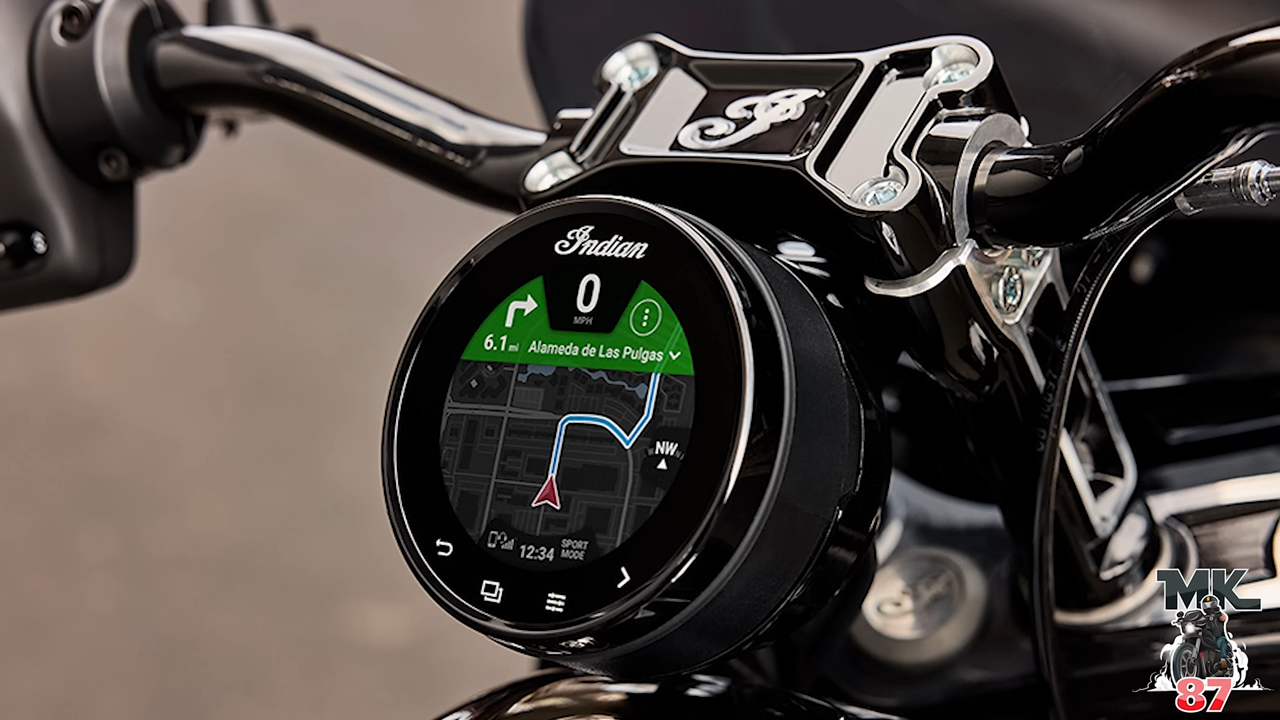 Indian
0
MPH
6.1 mi
Alameda de Las Pulgas
NW
12:34
SPORT
MODE
MK
87